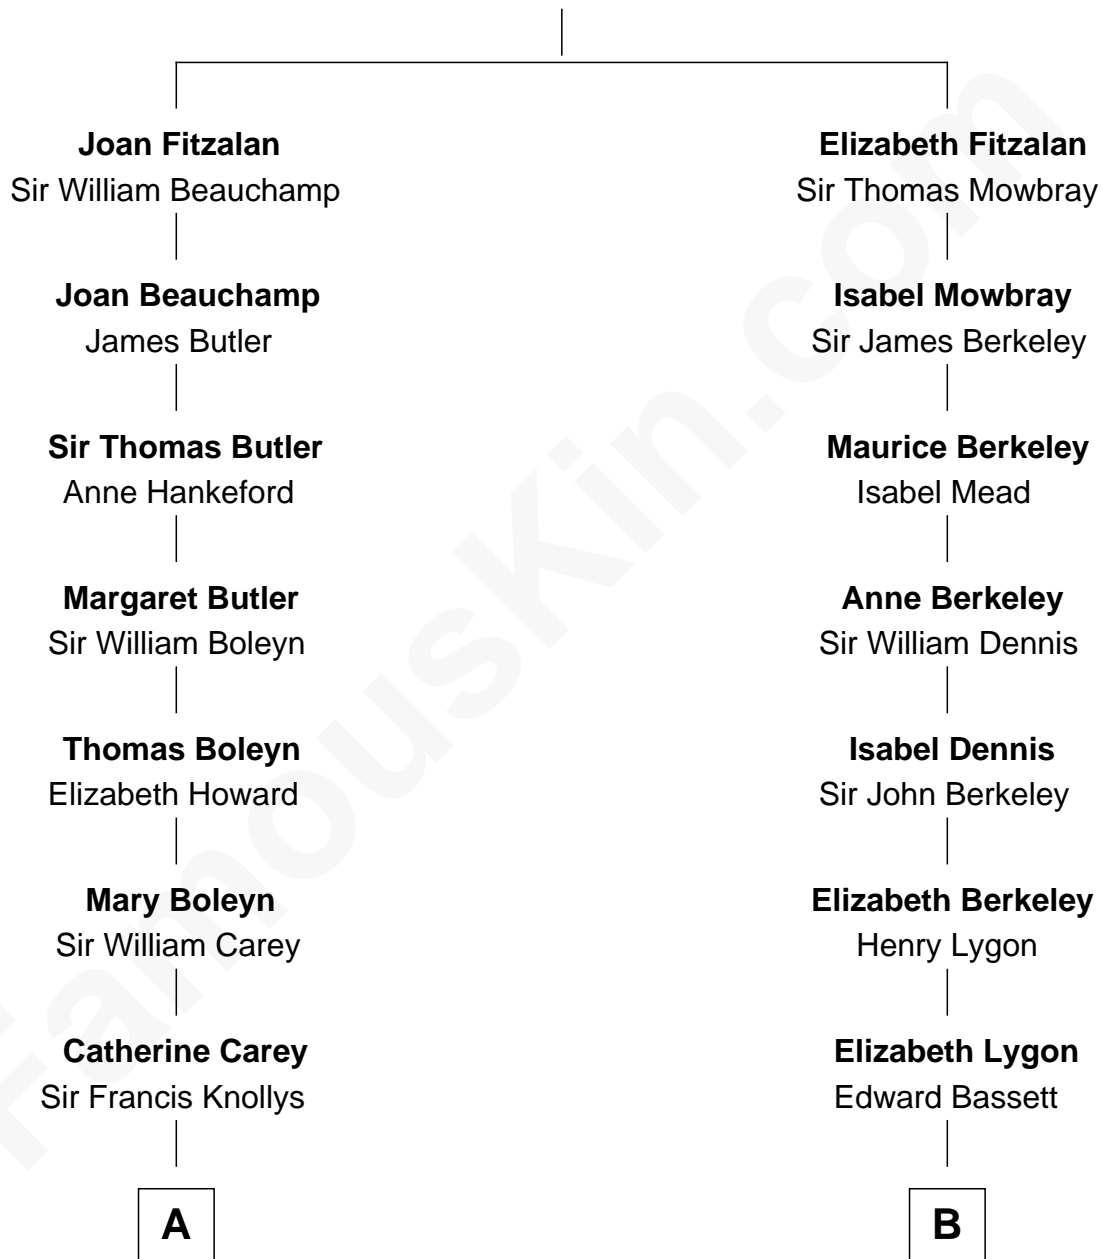 Joan Fitzalan
Sir William Beauchamp
Joan Beauchamp
James Butler
Sir Thomas Butler
Anne Hankeford
Margaret Butler
Sir William Boleyn
Thomas Boleyn
Elizabeth Howard
Mary Boleyn
Sir William Carey
Catherine Carey
Sir Francis Knollys
A
Elizabeth Fitzalan
Sir Thomas Mowbray
Isabel Mowbray
Sir James Berkeley
Maurice Berkeley
Isabel Mead
Anne Berkeley
Sir William Dennis
Isabel Dennis
Sir John Berkeley
Elizabeth Berkeley
Henry Lygon
Elizabeth Lygon
Edward Bassett
B
FamousKin.com